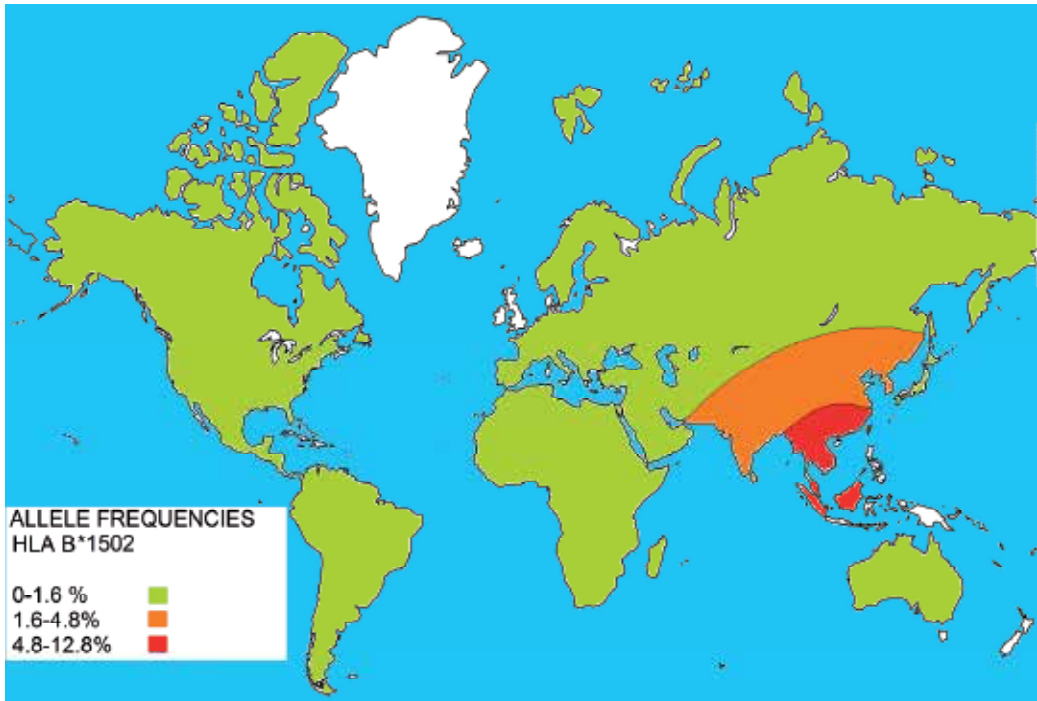 ALLELE FREQUENCIES
HLA B*1502
0-1.6 %
1.6-4.8%
4.8-12.8%